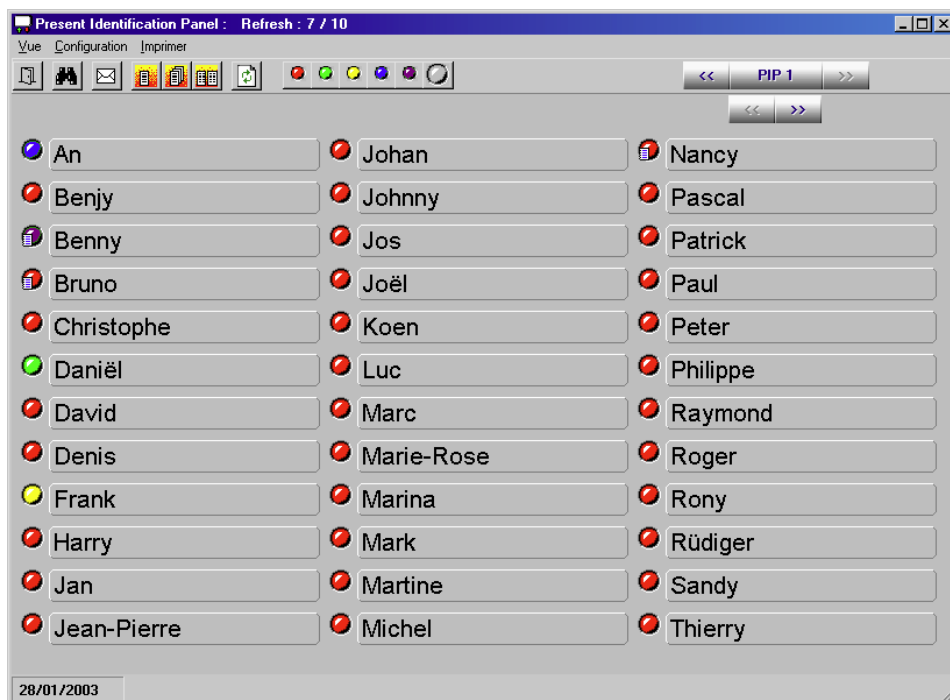 Present Identification Panel : Refresh : 7 / 10
Vue Configuration Imprimer
<< PIP 1 >>
<< >>
An Johan Nancy
Benjy Johnny Pascal
Benny Jos Patrick
Bruno Joël Paul
Christophe Koen Peter
Daniël Luc Philippe
David Marc Raymond
Denis Marie-Rose Roger
Frank Marina Rony
Harry Mark Rüdiger
Jan Martine Sandy
Jean-Pierre Michel Thierry
28/01/2003